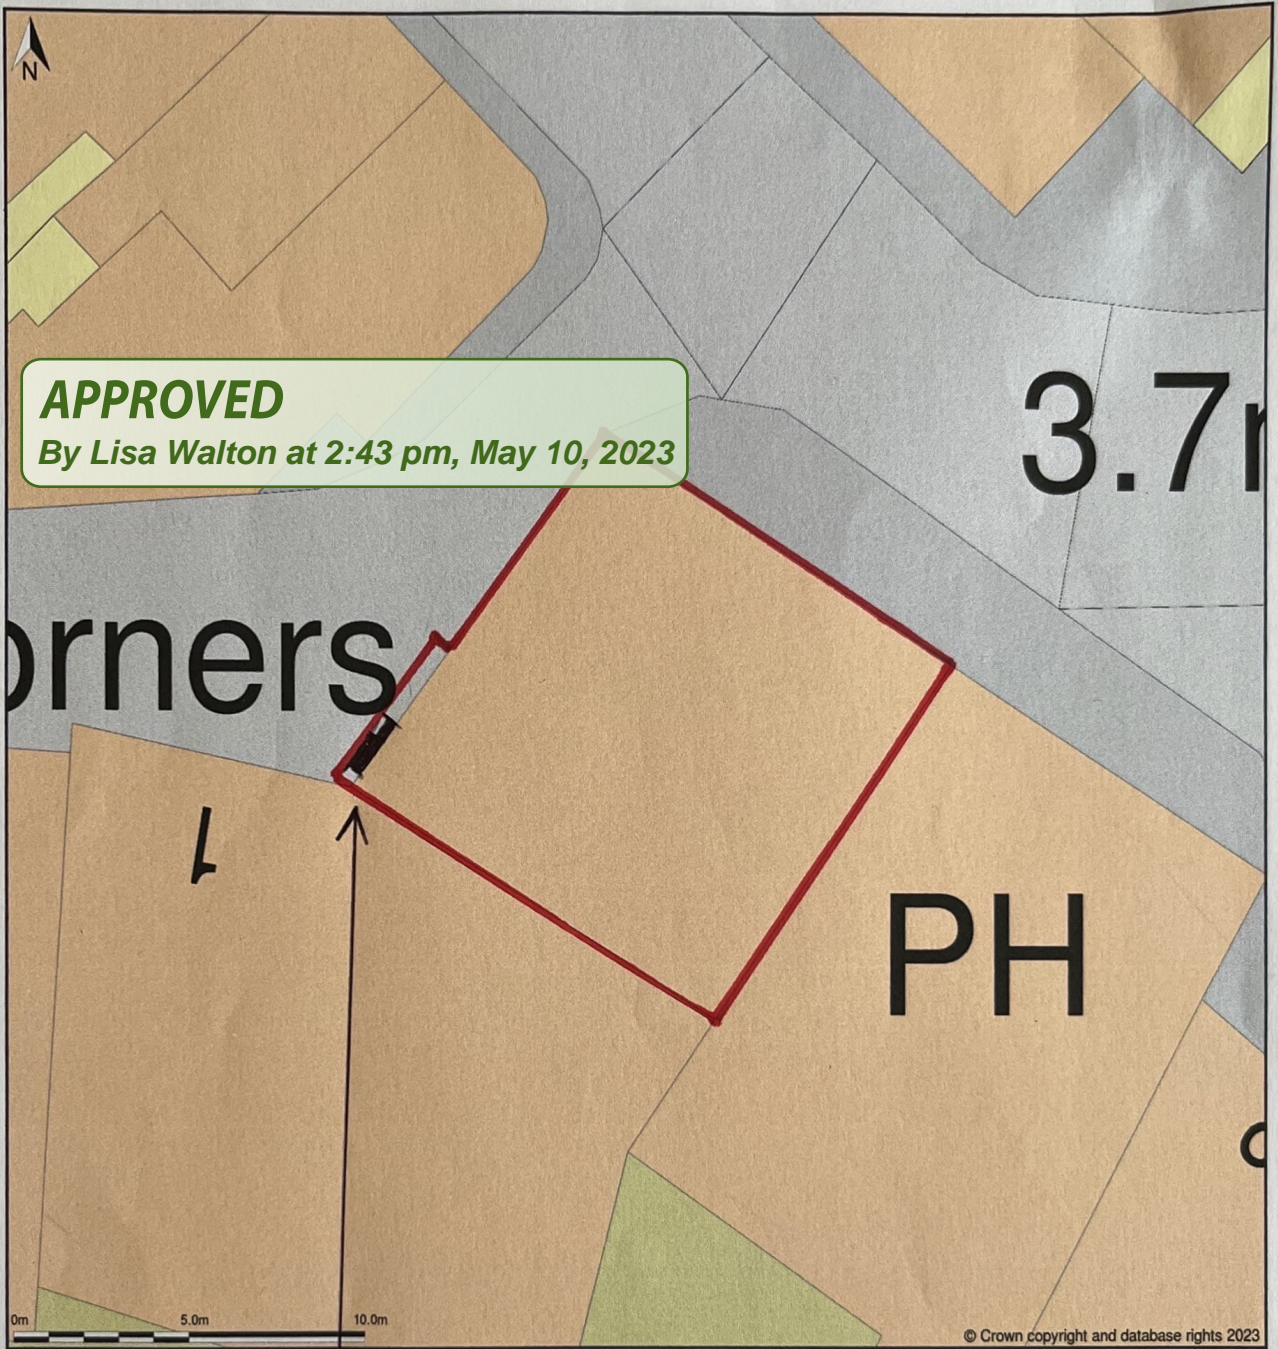 N
APPROVED
By Lisa Walton at 2:43 pm, May 10, 2023
3.7
orners
1
PH
0m 5.0m 10.0m
© Crown copyright and database rights 2023